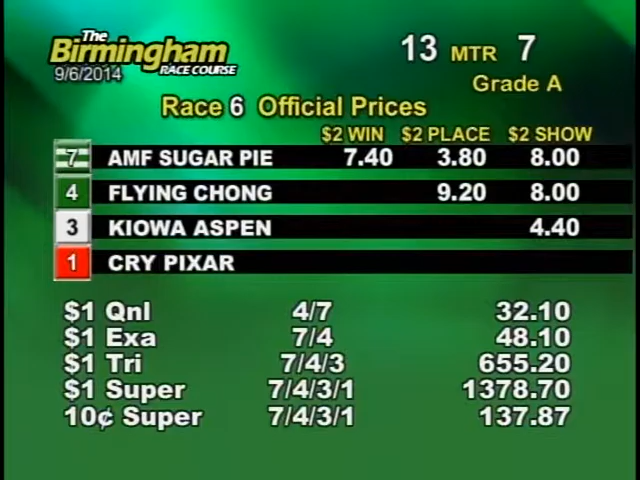 The
Birmingham
RACE COURSE
9/6/2014
13 MTR 7
Grade A
Race 6 Official Prices
$2 WIN $2 PLACE $2 SHOW
7 AMF SUGAR PIE 7.40 3.80 8.00
4 FLYING CHONG 9.20 8.00
3 KIOWA ASPEN 4.40
1 CRY PIXAR
$1 Qnl 4/7 32.10
$1 Exa 7/4 48.10
$1 Tri 7/4/3 655.20
$1 Super 7/4/3/1 1378.70
10¢ Super 7/4/3/1 137.87